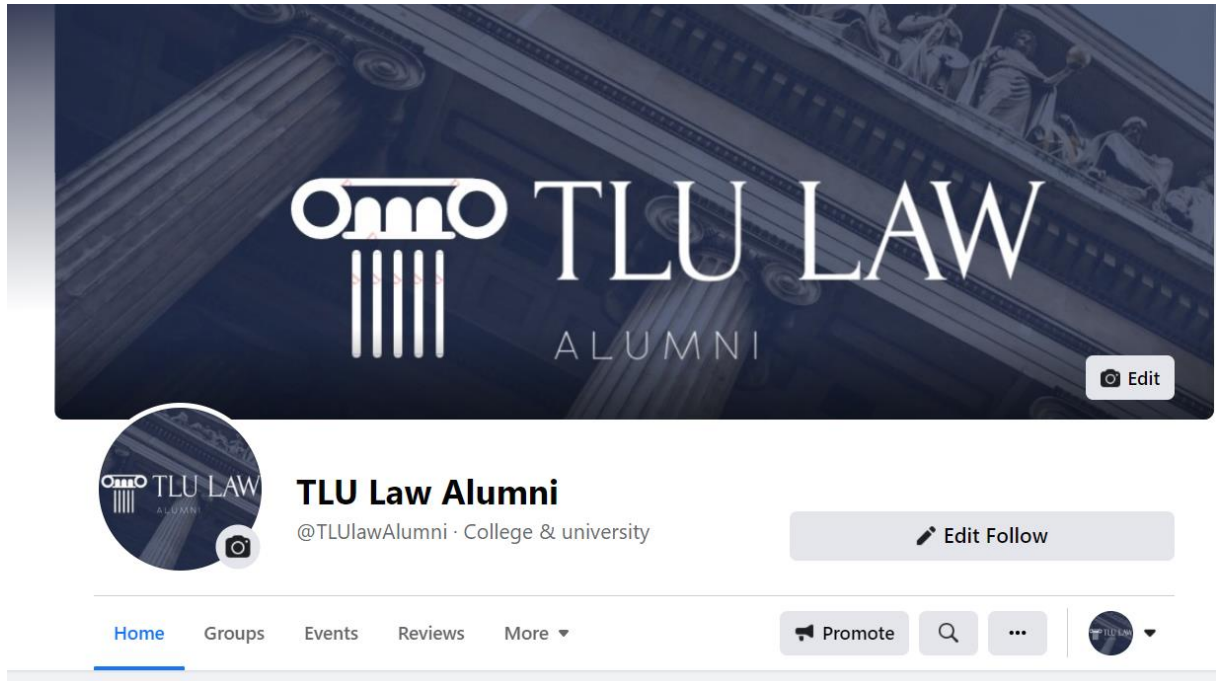 TLU LAW
ALUMNI
Edit
TLU LAW
ALUMNI
TLU Law Alumni
@TLUlawAlumni · College & university
Edit Follow
Home Groups Events Reviews More
Promote
TLU LAW